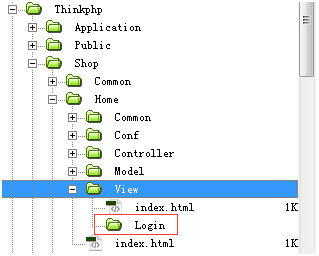 Thinkphp
Application
Public
Shop
Common
Home
Common
Conf
Controller
Model
View
index.html 1K
Login
index.html 1K